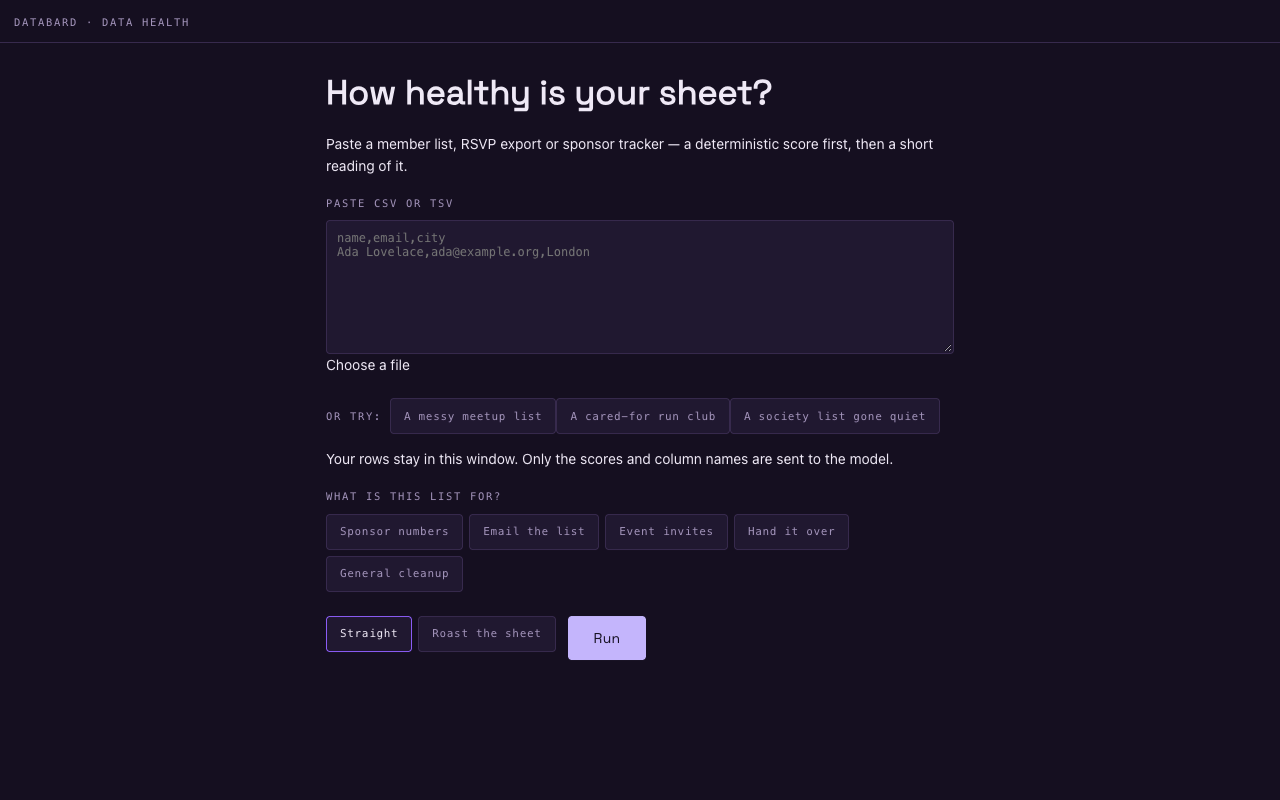 DATABARD · DATA HEALTH
How healthy is your sheet?
Paste a member list, RSVP export or sponsor tracker — a deterministic score first, then a short
reading of it.
PASTE CSV OR TSV
name,email,city
Ada Lovelace,ada@example.org,London
Choose a file
OR TRY: A messy meetup list A cared-for run club A society list gone quiet
Your rows stay in this window. Only the scores and column names are sent to the model.
WHAT IS THIS LIST FOR?
Sponsor numbers Email the list Event invites Hand it over
General cleanup
Straight Roast the sheet Run